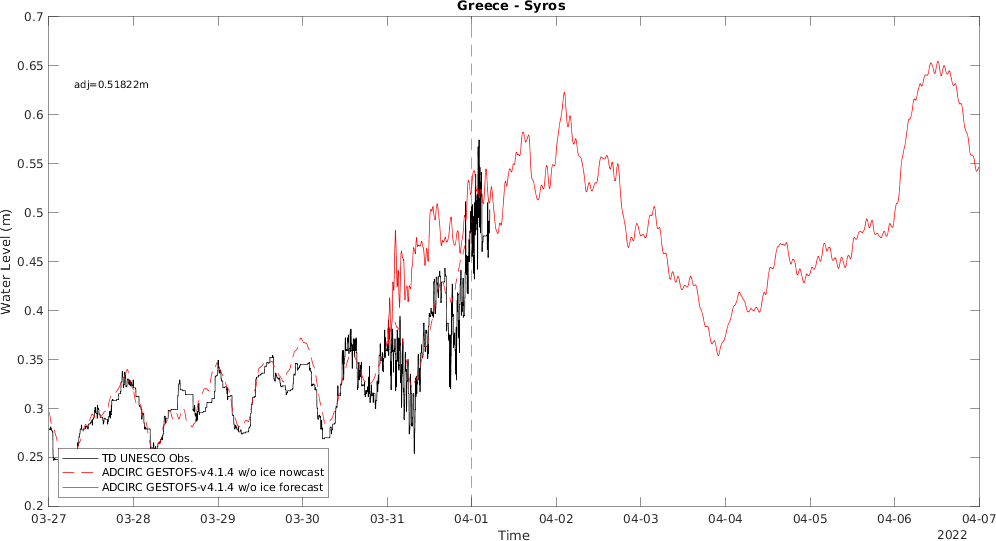 Greece - Syros
0.7
0.65
0.6
0.55
0.5
0.45
0.4
0.35
0.3
0.25
0.2
Water Level (m)
adj=0.51822m
TD UNESCO Obs.
ADCIRC GESTOFS-v4.1.4 w/o ice nowcast
ADCIRC GESTOFS-v4.1.4 w/o ice forecast
03-27 03-28 03-29 03-30 03-31 04-01 04-02 04-03 04-04 04-05 04-06 04-07
Time
2022